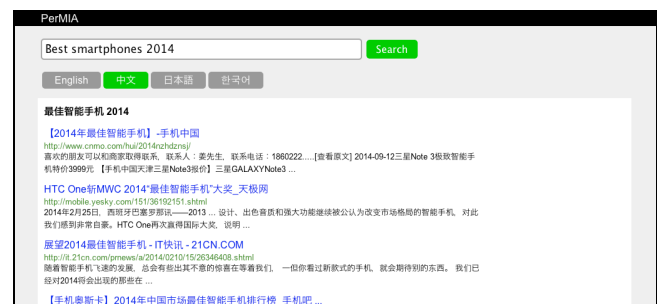 PerMIA
Best smartphones 2014
Search
English
中文
日本語
한국어
最佳智能手机 2014
【2014年最佳智能手机】-手机中国
http://www.cnmo.com/hui/2014nzhdznsj/
喜欢的朋友可以和商家取得联系, 联系人：姜先生, 联系电话：1860222.....[查看原文] 2014-09-12三星Note 3极致智能手
机特价3999元 【手机中国天津三星Note3报价】三星GALAXYNote3 ...
HTC One斩MWC 2014“最佳智能手机”大奖_天极网
http://mobile.yesky.com/151/36192151.shtml
2014年2月25日, 西班牙巴塞罗那讯——2013 ... 设计、出色音质和强大功能继续被公认为改变市场格局的智能手机, 对此
我们感到非常自豪。HTC One再次赢得国际大奖, 说明 ...
展望2014最佳智能手机 - IT快讯 - 21CN.COM
http://it.21cn.com/prnews/a/2014/0210/15/26346408.shtml
随着智能手机飞速的发展, 总会有些出其不意的惊喜在等着我们, 一但你看过新款式的手机, 就会期待别的东西。 我们已
经对2014将会出现的那些在 ...
【手机奥斯卡】2014年中国市场最佳智能手机排行榜_手机吧 ...